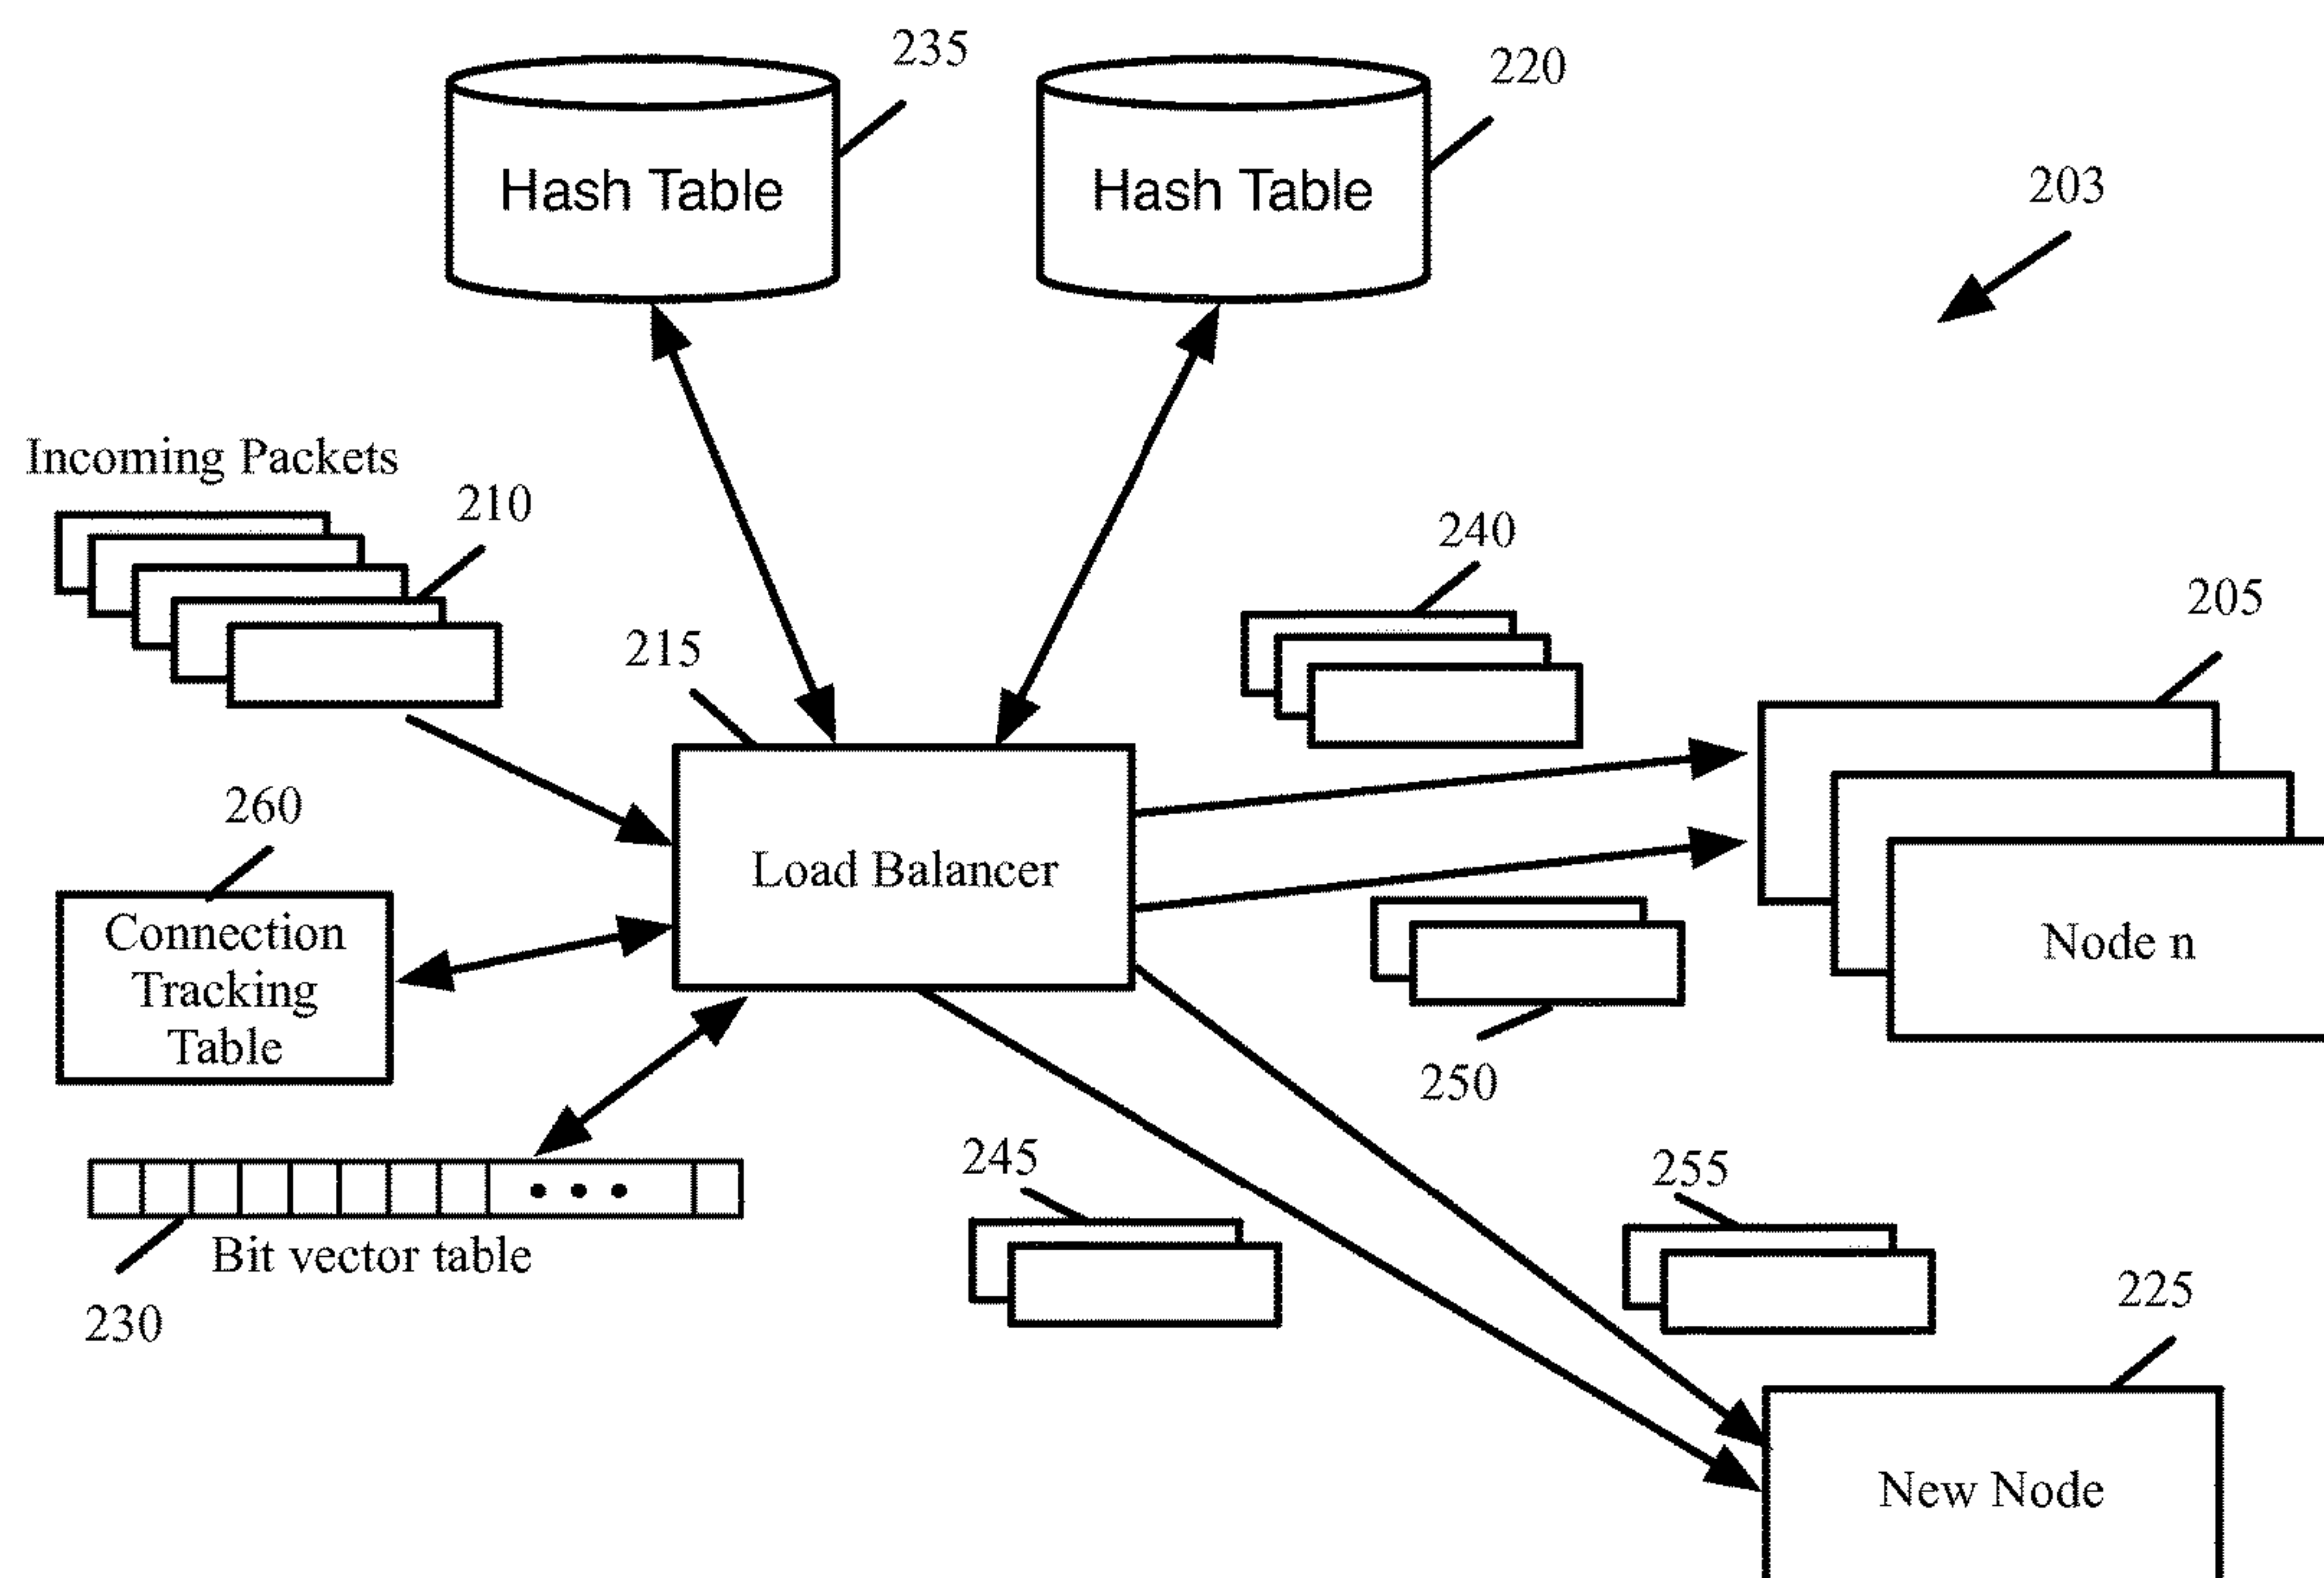 235
220
Hash Table
Hash Table
203
Incoming Packets
210
240
205
215
260
Load Balancer
Connection
Tracking
Table
Node n
250
245
255
Bit vector table
230
225
New Node